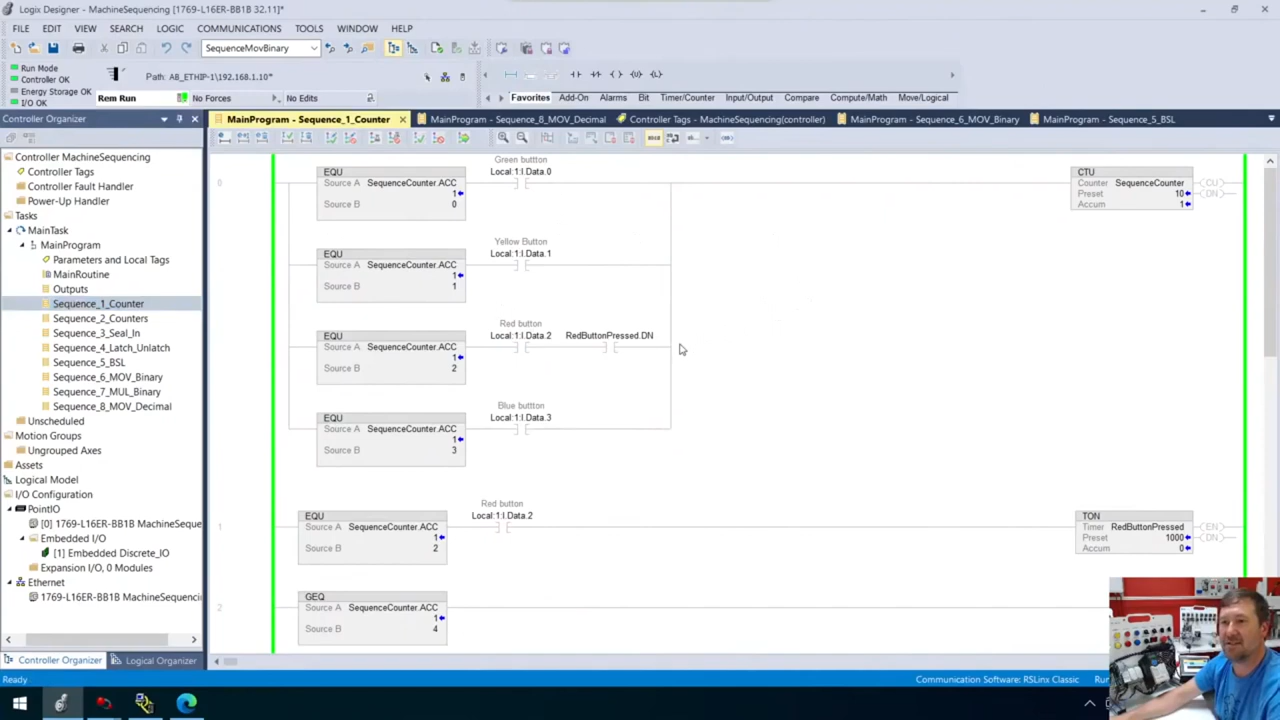 Logix Designer - MachineSequencing [1769-L16ER-BB1B 32.11]*
FILE EDIT VIEW SEARCH LOGIC COMMUNICATIONS TOOLS WINDOW HELP
SequenceMovBinary
Run Mode
Controller OK
Energy Storage OK
I/O OK
Path: AB_ETHIP-1\192.168.1.10*
Rem Run No Forces No Edits
Favorites Add-On Alarms Bit Timer/Counter Input/Output Compare Compute/Math Move/Logical
Controller Organizer
MainProgram - Sequence_1_Counter
MainProgram - Sequence_8_MOV_Decimal
Controller Tags - MachineSequencing(controller)
MainProgram - Sequence_6_MOV_Binary
MainProgram - Sequence_5_BSL
Controller MachineSequencing
Controller Tags
Controller Fault Handler
Power-Up Handler
Tasks
MainTask
MainProgram
Parameters and Local Tags
MainRoutine
Outputs
Sequence_1_Counter
Sequence_2_Counters
Sequence_3_Seal_In
Sequence_4_Latch_Unlatch
Sequence_5_BSL
Sequence_6_MOV_Binary
Sequence_7_MUL_Binary
Sequence_8_MOV_Decimal
Unscheduled
Motion Groups
Ungrouped Axes
Assets
Logical Model
I/O Configuration
PointIO
[0] 1769-L16ER-BB1B MachineSeque
Embedded I/O
[1] Embedded Discrete_IO
Expansion I/O, 0 Modules
Ethernet
1769-L16ER-BB1B MachineSequenci
Controller Organizer
Logical Organizer
0
EQU
Source A SequenceCounter.ACC
1
Source B 0
Green buttton
Local:1:I.Data.0
CTU
Counter SequenceCounter
Preset 10
Accum 1
CU
DN
EQU
Source A SequenceCounter.ACC
1
Source B 1
Yellow Button
Local:1:I.Data.1
EQU
Source A SequenceCounter.ACC
1
Source B 2
Red button
Local:1:I.Data.2
RedButtonPressed.DN
EQU
Source A SequenceCounter.ACC
1
Source B 3
Blue buttton
Local:1:I.Data.3
1
EQU
Source A SequenceCounter.ACC
1
Source B 2
Red button
Local:1:I.Data.2
TON
Timer RedButtonPressed
Preset 1000
Accum 0
EN
DN
2
GEQ
Source A SequenceCounter.ACC
1
Source B 4
Ready
Communication Software: RSLinx Classic